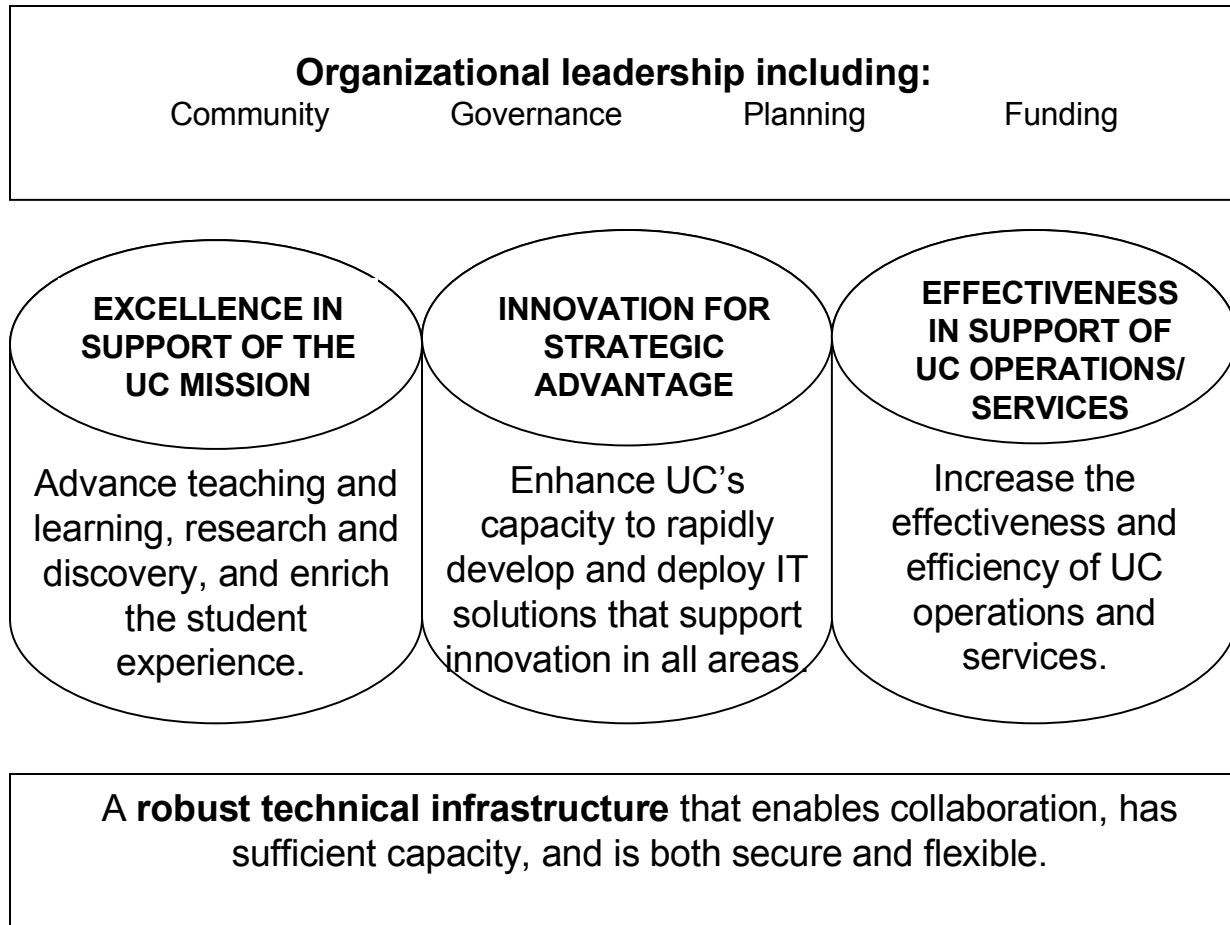 Organizational leadership including:
Community Governance Planning Funding
EXCELLENCE IN
SUPPORT OF THE
UC MISSION
Advance teaching and
learning, research and
discovery, and enrich
the student
experience.
INNOVATION FOR
STRATEGIC
ADVANTAGE
Enhance UC’s
capacity to rapidly
develop and deploy IT
solutions that support
innovation in all areas.
EFFECTIVENESS
IN SUPPORT OF
UC OPERATIONS/
SERVICES
Increase the
effectiveness and
efficiency of UC
operations and
services.
A robust technical infrastructure that enables collaboration, has
sufficient capacity, and is both secure and flexible.